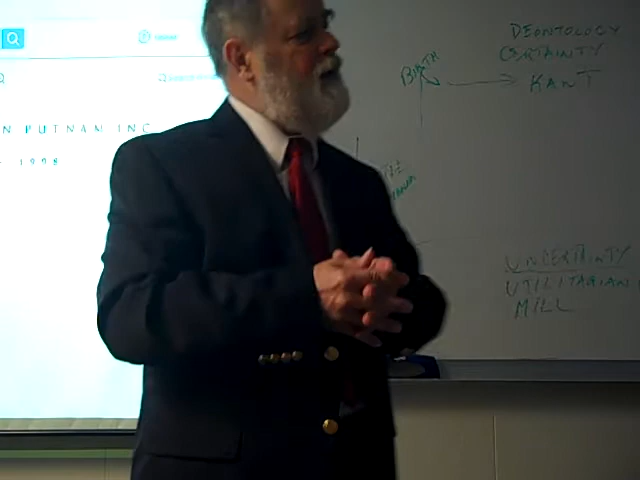 N PUTNAM INC
1998
DEONTOLOGY
CERTAINTY
KANT
BIRTH
UNCERTAINTY
UTILITARIAN
MILL